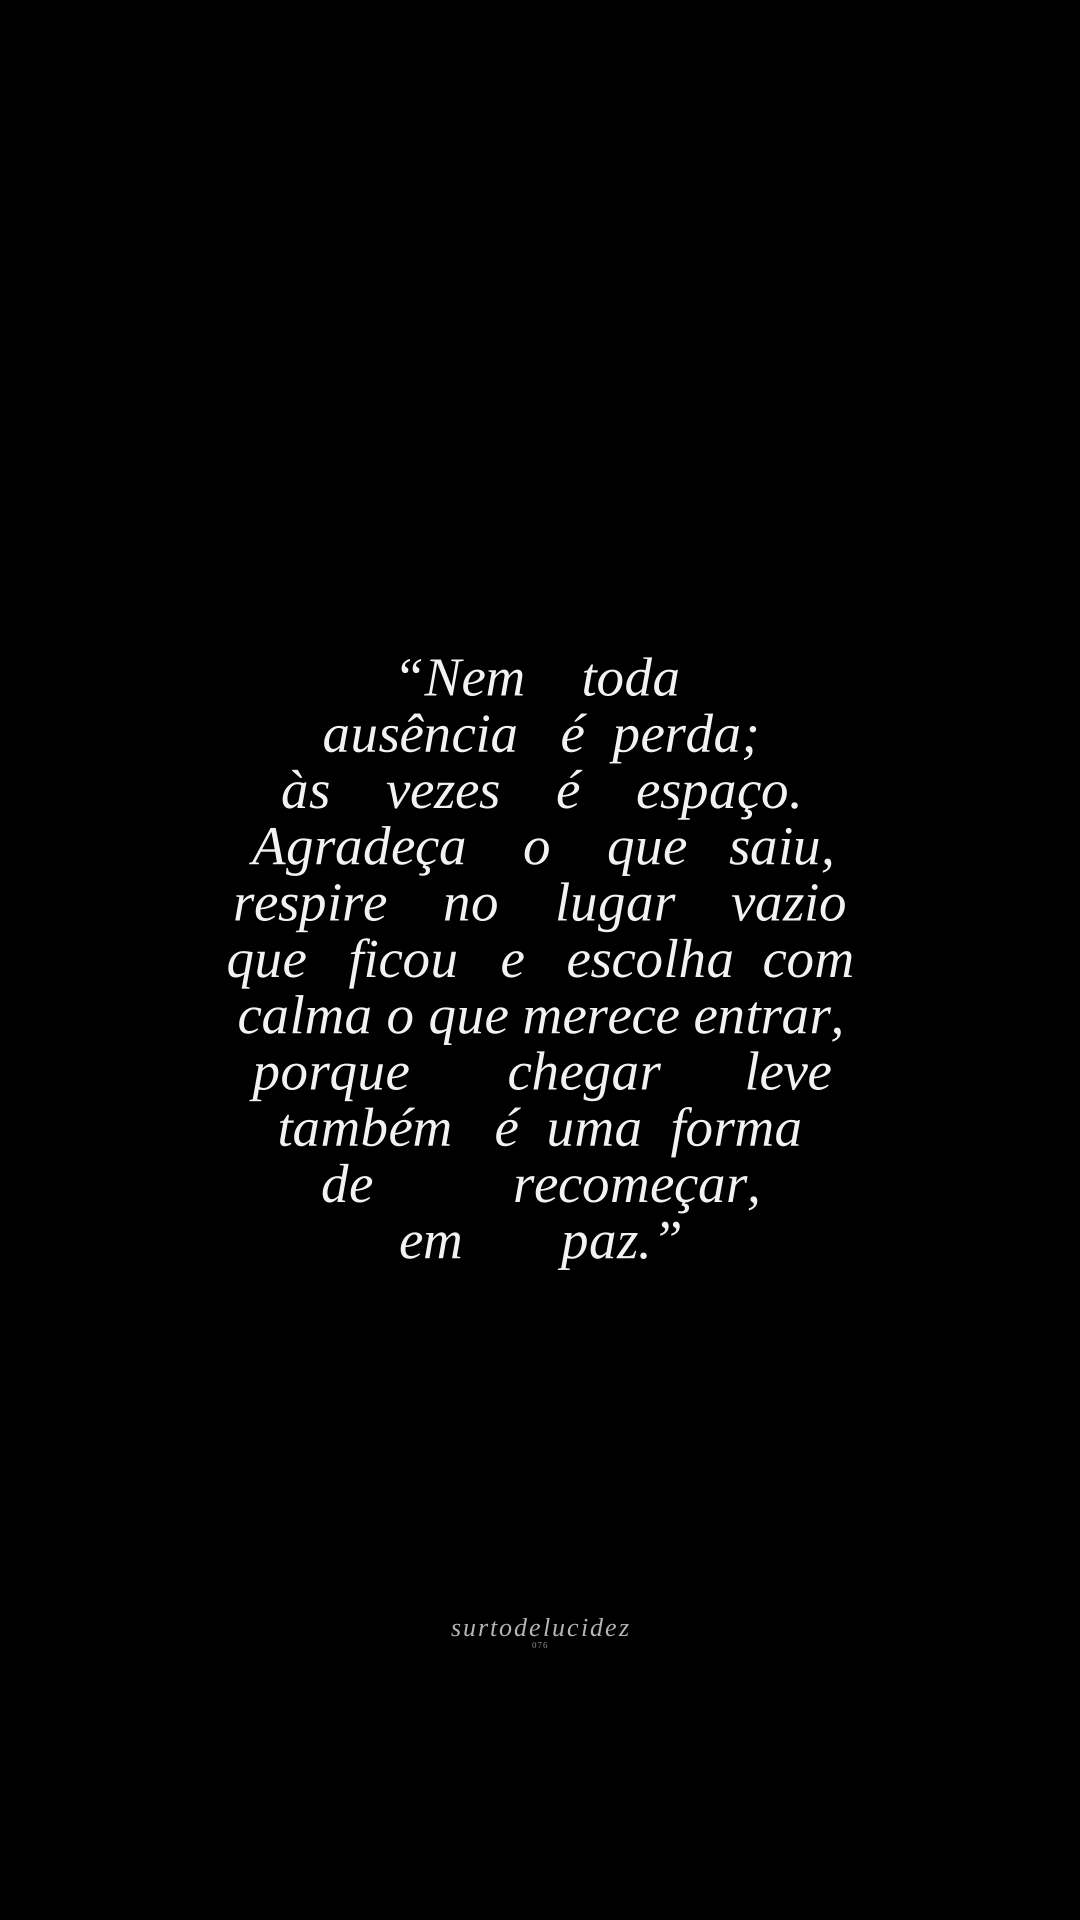 “Nem toda
ausência é perda;
às vezes é espaço.
Agradeça o que saiu,
respire no lugar vazio
que ficou e escolha com
calma o que merece entrar,
porque chegar leve
também é uma forma
de recomeçar,
em paz.”
surtodelucidez
076